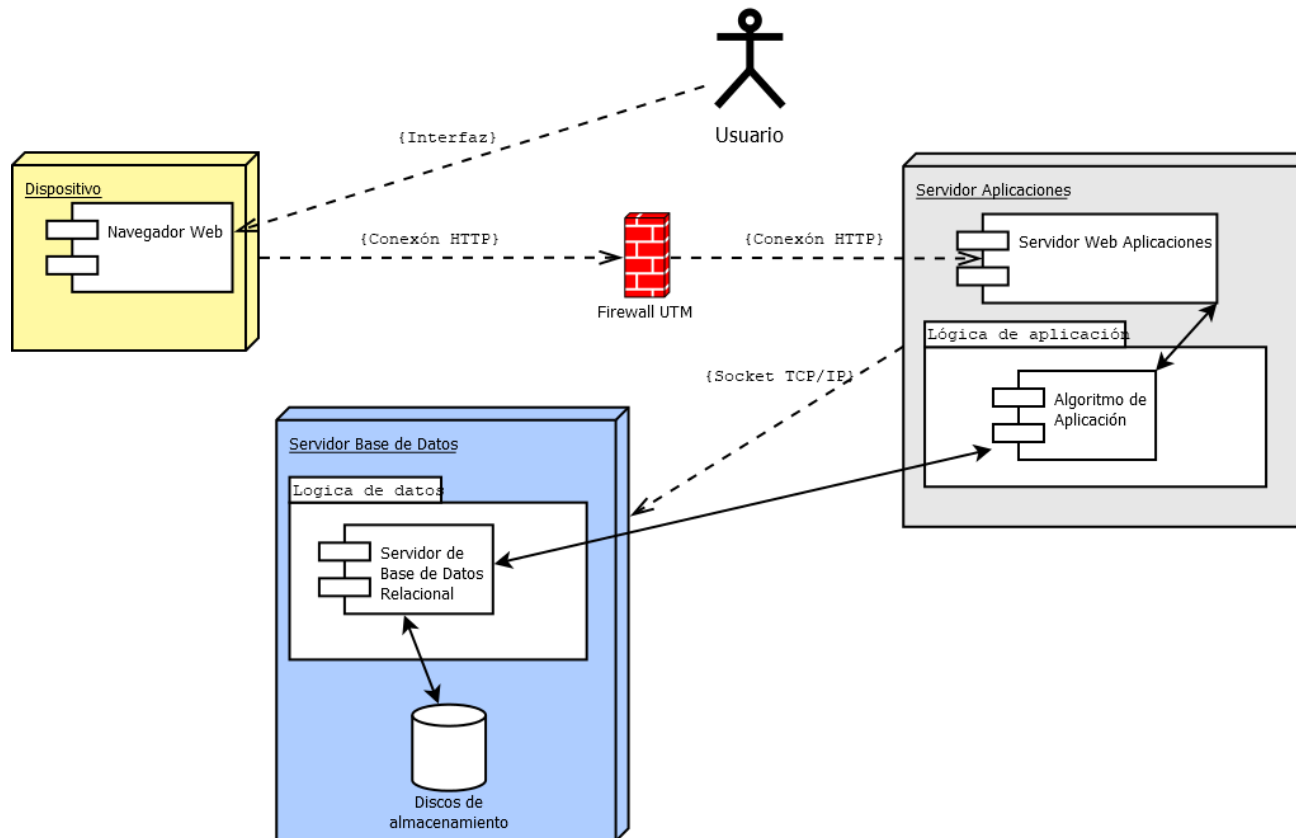 Usuario
{Interfaz}
Dispositivo
Navegador Web
{Conexón HTTP}
Firewall UTM
{Conexón HTTP}
Servidor Aplicaciones
Servidor Web Aplicaciones
Lógica de aplicación
Algoritmo de
Aplicación
{Socket TCP/IP}
Servidor Base de Datos
Logica de datos
Servidor de
Base de Datos
Relacional
Discos de
almacenamiento